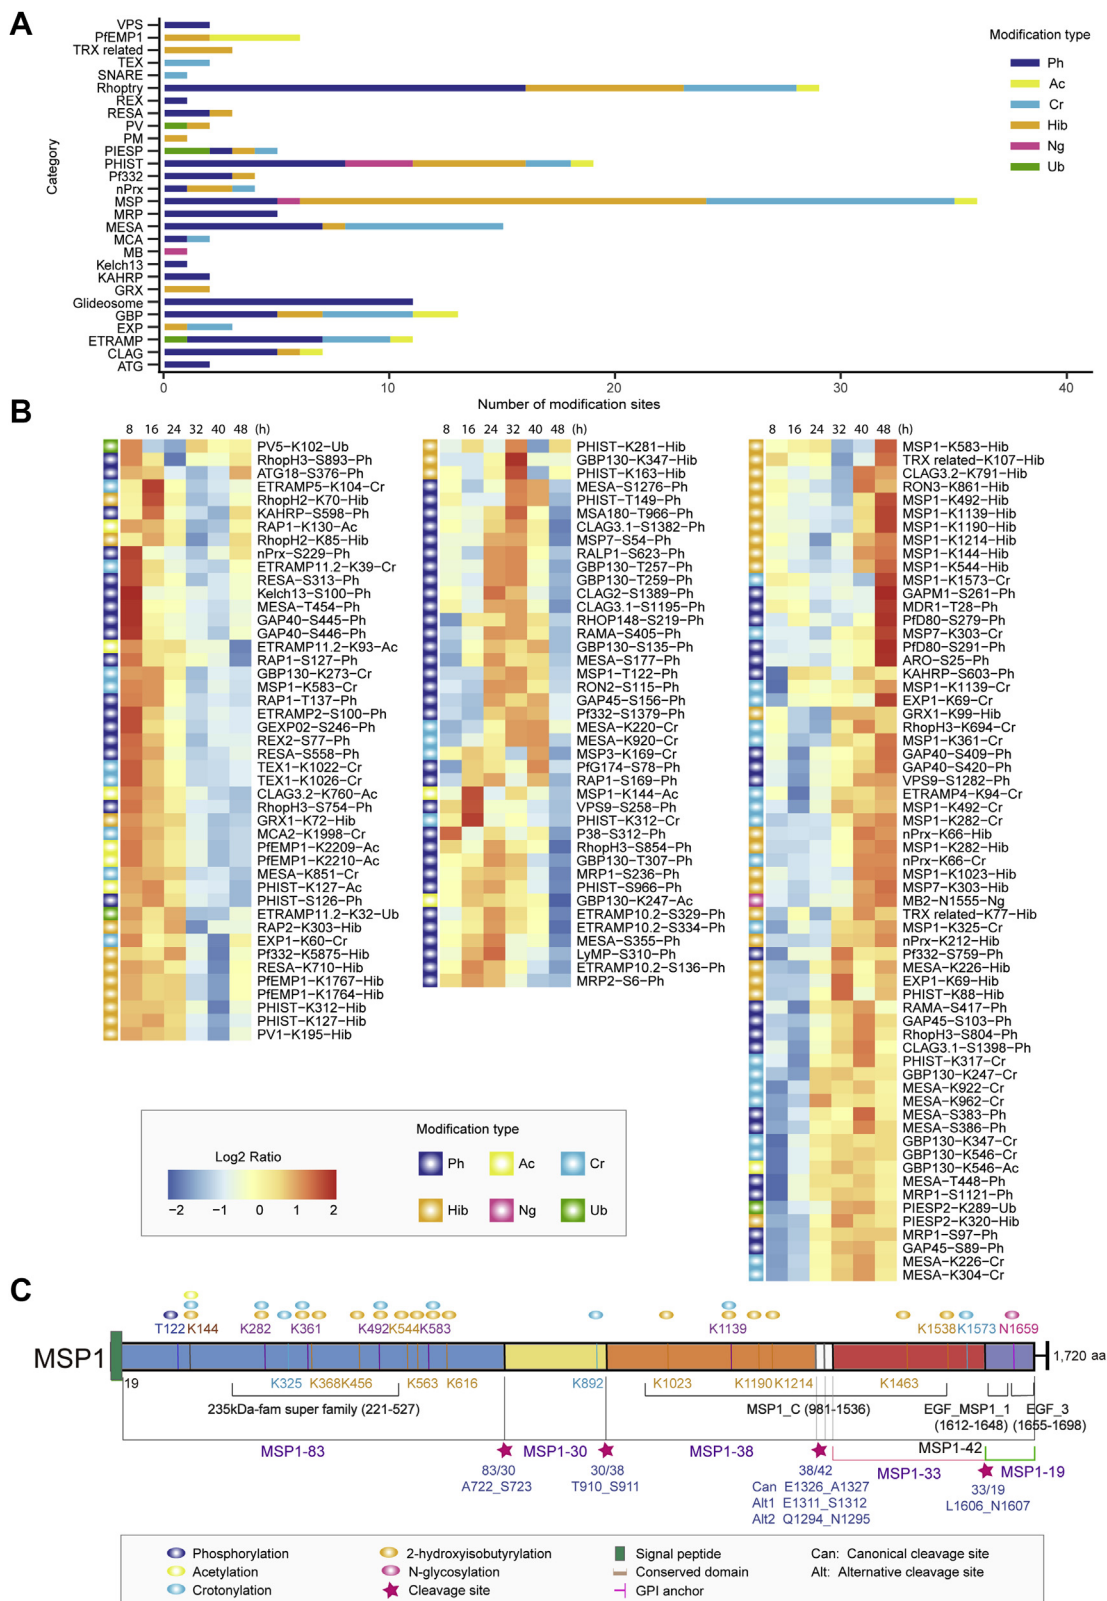 A
VPS
PfEMP1
TRX related
TEX
SNARE
Rhoptry
REX
RESA
PV
PM
PIESP
PHIST
Pf332
nPrx
MSP
MRP
MESA
MCA
MB
Kelch13
KAHRP
GRX
Glideosome
GBP
EXP
ETRAMP
CLAG
ATG
Category
0 10 20 30 40
Number of modification sites
Modification type
Ph
Ac
Cr
Hib
Ng
Ub
B
8 16 24 32 40 48 (h)
PV5-K102-Ub
RhopH3-S893-Ph
ATG18-S376-Ph
ETRAMP5-K104-Cr
RhopH2-K70-Hib
KAHRP-S598-Ph
RAP1-K130-Ac
RhopH2-K85-Hib
nPrx-S229-Ph
ETRAMP11.2-K39-Cr
RESA-S313-Ph
Kelch13-S100-Ph
MESA-T454-Ph
GAP40-S445-Ph
GAP40-S446-Ph
ETRAMP11.2-K93-Ac
RAP1-S127-Ph
GBP130-K273-Cr
MSP1-K583-Cr
RAP1-T137-Ph
ETRAMP2-S100-Ph
GEXP02-S246-Ph
REX2-S77-Ph
RESA-S558-Ph
TEX1-K1022-Cr
TEX1-K1026-Cr
CLAG3.2-K760-Ac
RhopH3-S754-Ph
GRX1-K72-Hib
MCA2-K1998-Cr
PfEMP1-K2209-Ac
PfEMP1-K2210-Ac
MESA-K851-Cr
PHIST-K127-Ac
PHIST-S126-Ph
ETRAMP11.2-K32-Ub
RAP2-K303-Hib
EXP1-K60-Cr
Pf332-K5875-Hib
RESA-K710-Hib
PfEMP1-K1767-Hib
PfEMP1-K1764-Hib
PHIST-K312-Hib
PHIST-K127-Hib
PV1-K195-Hib
8 16 24 32 40 48 (h)
PHIST-K281-Hib
GBP130-K347-Hib
PHIST-K163-Hib
MESA-S1276-Ph
PHIST-T149-Ph
MSA180-T966-Ph
CLAG3.1-S1382-Ph
MSP7-S54-Ph
RALP1-S623-Ph
GBP130-T257-Ph
GBP130-T259-Ph
CLAG2-S1389-Ph
CLAG3.1-S1195-Ph
RHOP148-S219-Ph
RAMA-S405-Ph
GBP130-S135-Ph
MESA-S177-Ph
MSP1-T122-Ph
RON2-S115-Ph
GAP45-S156-Ph
Pf332-S1379-Ph
MESA-K220-Cr
MESA-K920-Cr
MSP3-K169-Cr
PfG174-S78-Ph
RAP1-S169-Ph
MSP1-K144-Ac
VPS9-S258-Ph
PHIST-K312-Cr
P38-S312-Ph
RhopH3-S854-Ph
GBP130-T307-Ph
MRP1-S236-Ph
PHIST-S966-Ph
GBP130-K247-Ac
ETRAMP10.2-S329-Ph
ETRAMP10.2-S334-Ph
MESA-S355-Ph
LyMP-S310-Ph
ETRAMP10.2-S136-Ph
MRP2-S6-Ph
8 16 24 32 40 48 (h)
MSP1-K583-Hib
TRX related-K107-Hib
CLAG3.2-K791-Hib
RON3-K861-Hib
MSP1-K492-Hib
MSP1-K1139-Hib
MSP1-K1190-Hib
MSP1-K1214-Hib
MSP1-K144-Hib
MSP1-K544-Hib
MSP1-K1573-Cr
GAPM1-S261-Ph
MDR1-T28-Ph
PfD80-S279-Ph
MSP7-K303-Cr
PfD80-S291-Ph
ARO-S25-Ph
KAHRP-S603-Ph
MSP1-K1139-Cr
EXP1-K69-Cr
GRX1-K99-Hib
RhopH3-K694-Cr
MSP1-K361-Cr
GAP40-S409-Ph
GAP40-S420-Ph
VPS9-S1282-Ph
ETRAMP4-K94-Cr
MSP1-K492-Cr
MSP1-K282-Cr
nPrx-K66-Hib
MSP1-K282-Hib
nPrx-K66-Cr
MSP1-K1023-Hib
MSP7-K303-Hib
MB2-N1555-Ng
TRX related-K77-Hib
MSP1-K325-Cr
nPrx-K212-Hib
Pf332-S759-Ph
MESA-K226-Hib
EXP1-K69-Hib
PHIST-K88-Hib
RAMA-S417-Ph
GAP45-S103-Ph
RhopH3-S804-Ph
CLAG3.1-S1398-Ph
PHIST-K317-Cr
GBP130-K247-Cr
MESA-K922-Cr
MESA-K962-Cr
MESA-S383-Ph
MESA-S386-Ph
GBP130-K347-Cr
GBP130-K546-Cr
GBP130-K546-Ac
MESA-T448-Ph
MRP1-S1121-Ph
PIESP2-K289-Ub
PIESP2-K320-Hib
MRP1-S97-Ph
GAP45-S89-Ph
MESA-K226-Cr
MESA-K304-Cr
Log2 Ratio
−2 −1 0 1 2
Modification type
Ph Ac Cr
Hib Ng Ub
C
T122 K144 K282 K361 K492 K544 K583 K1139 K1538 K1573 N1659
MSP1
1,720 aa
19
K325 K368 K456 K563 K616 K892 K1023 K1190 K1214 K1463
235kDa-fam super family (221-527)
MSP1_C (981-1536)
EGF_MSP1_1
(1612-1648)
EGF_3
(1655-1698)
MSP1-83 MSP1-30 MSP1-38 MSP1-42
MSP1-33 MSP1-19
83/30
A722_S723
30/38
T910_S911
38/42
Can E1326_A1327
Alt1 E1311_S1312
Alt2 Q1294_N1295
33/19
L1606_N1607
Phosphorylation
Acetylation
Crotonylation
2-hydroxyisobutyrylation
N-glycosylation
Cleavage site
Signal peptide
Conserved domain
GPI anchor
Can: Canonical cleavage site
Alt: Alternative cleavage site